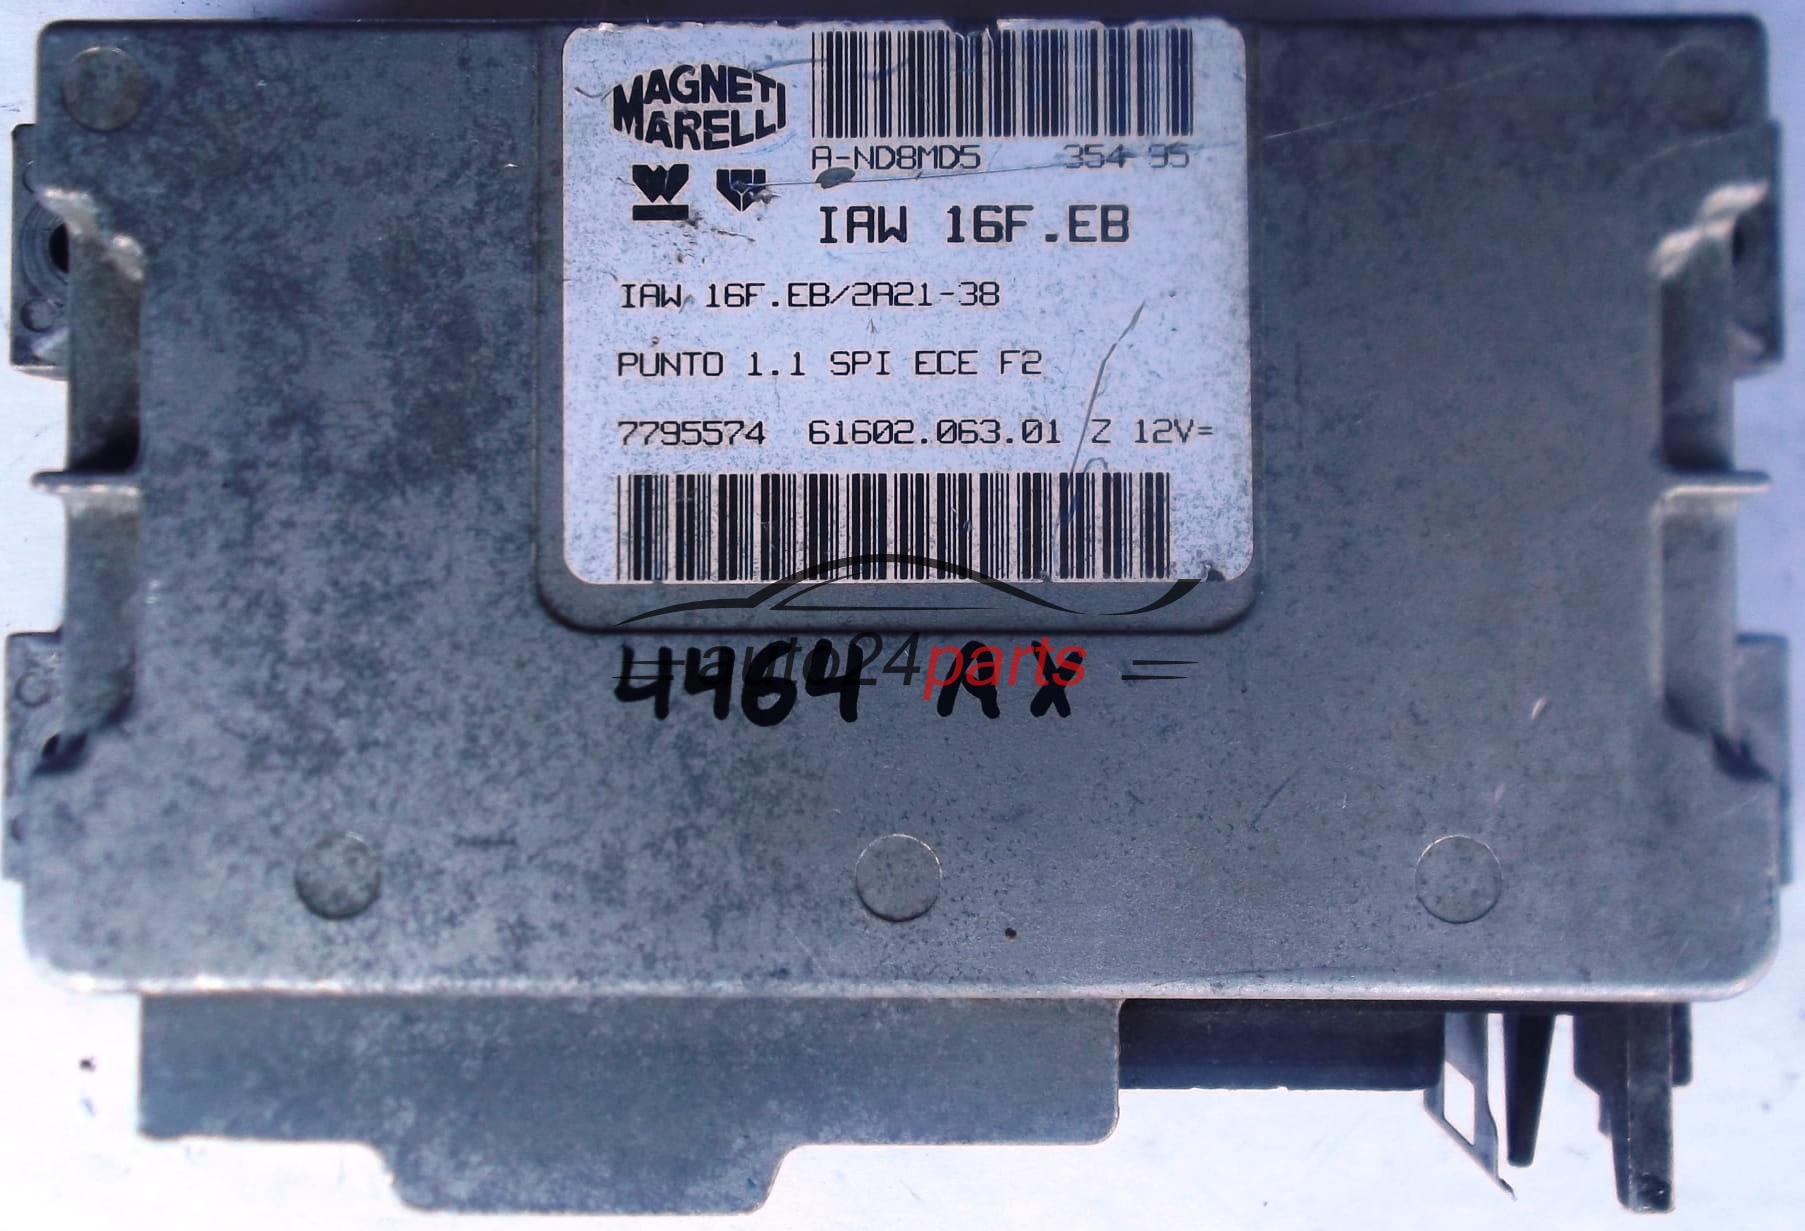 MAGNETI
MARELLI
A-ND8MD5 354 95
IAW 16F.EB
IAW 16F.EB/2A21-38
PUNTO 1.1 SPI ECE F2
7795574 61602.063.01 Z 12V=
auto24parts
4464 AX